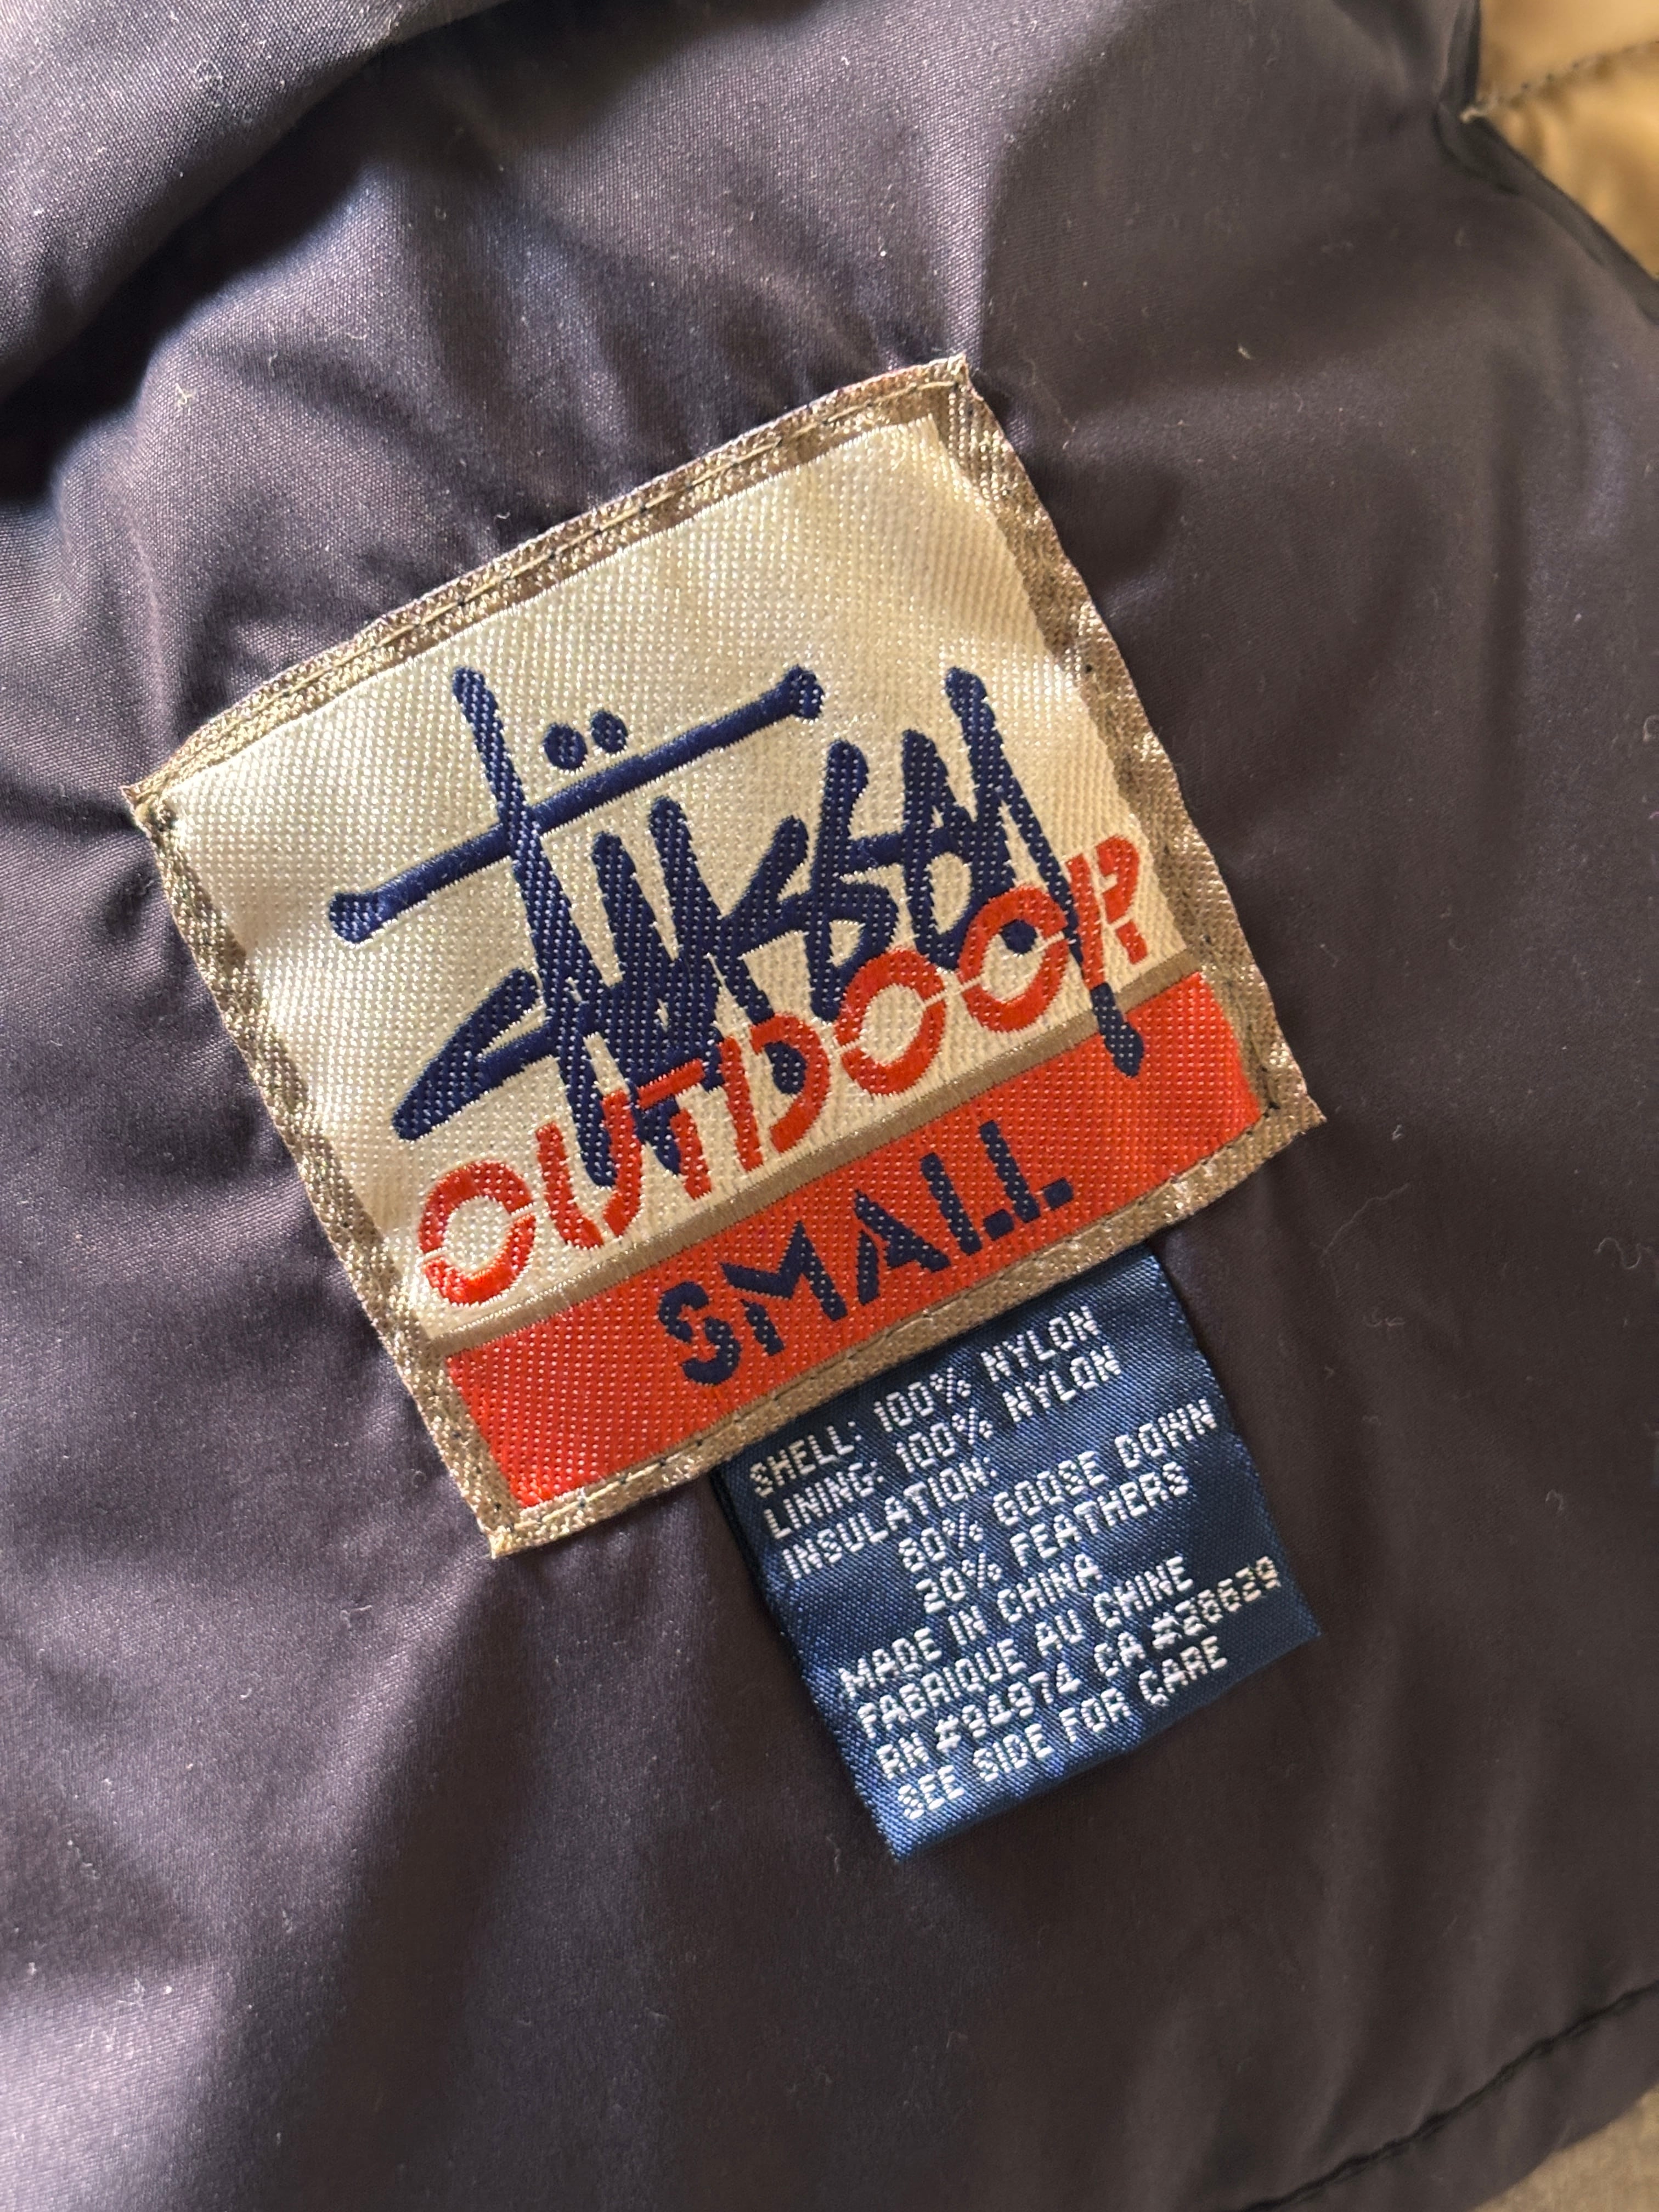 Stüssy
OUTDOOR
SMALL
SHELL: 100% NYLON
LINING: 100% NYLON
INSULATION:
80% GOOSE DOWN
20% FEATHERS
MADE IN CHINA
FABRIQUE AU CHINE
RN #94974 CA #28629
SEE SIDE FOR CARE